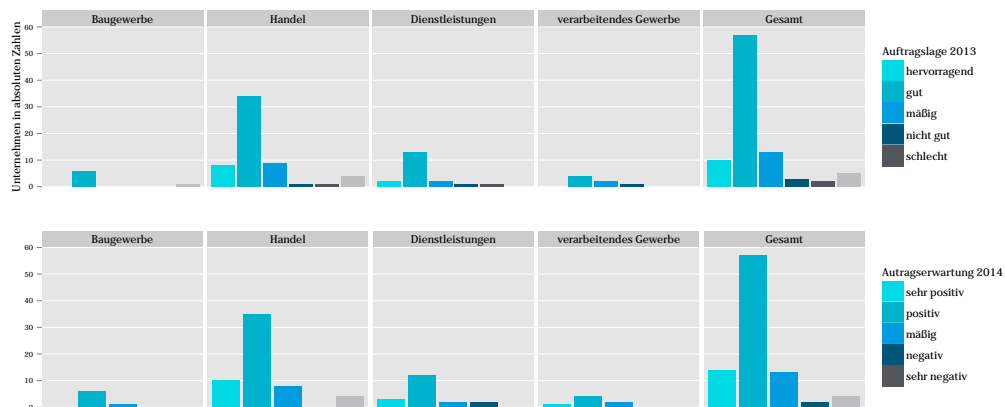 Baugewerbe Handel Dienstleistungen verarbeitendes Gewerbe Gesamt
Unternehmen in absoluten Zahlen
60
50
40
30
20
10
0
Auftragslage 2013
hervorragend
gut
mäßig
nicht gut
schlecht
Baugewerbe Handel Dienstleistungen verarbeitendes Gewerbe Gesamt
60
50
40
30
20
10
0
Autragserwartung 2014
sehr positiv
positiv
mäßig
negativ
sehr negativ